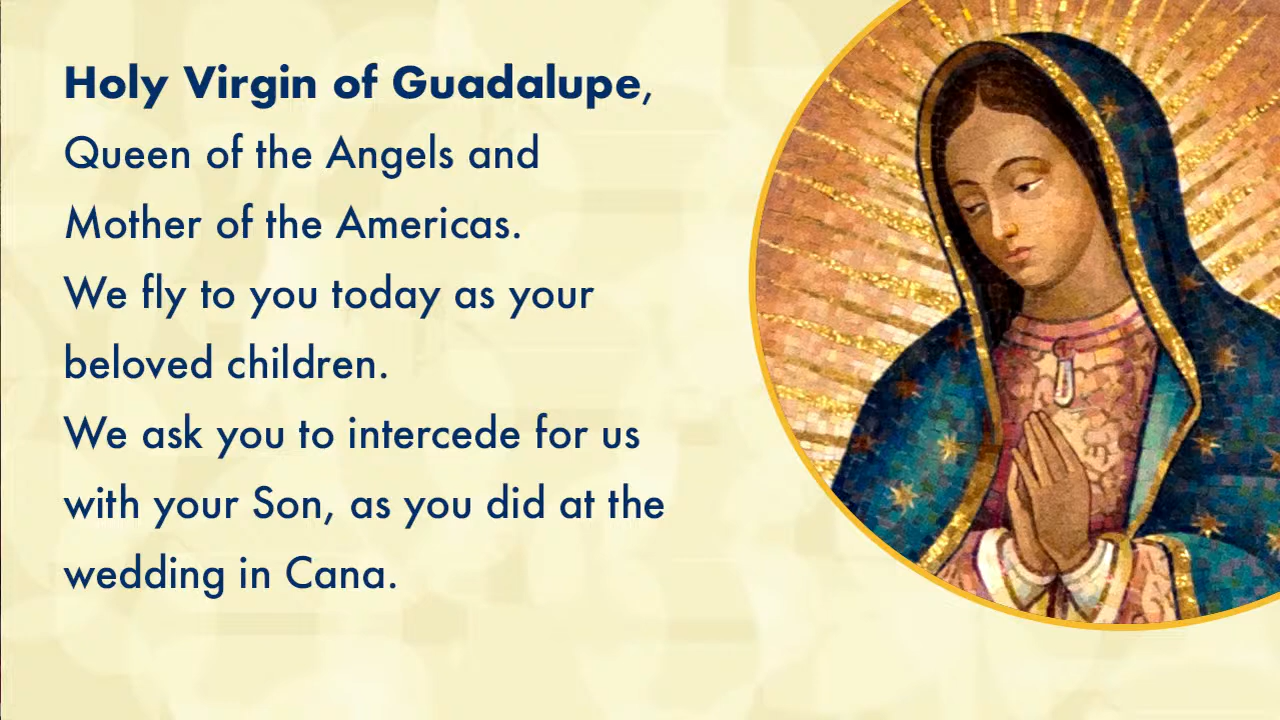 Holy Virgin of Guadalupe,
Queen of the Angels and
Mother of the Americas.
We fly to you today as your
beloved children.
We ask you to intercede for us
with your Son, as you did at the
wedding in Cana.